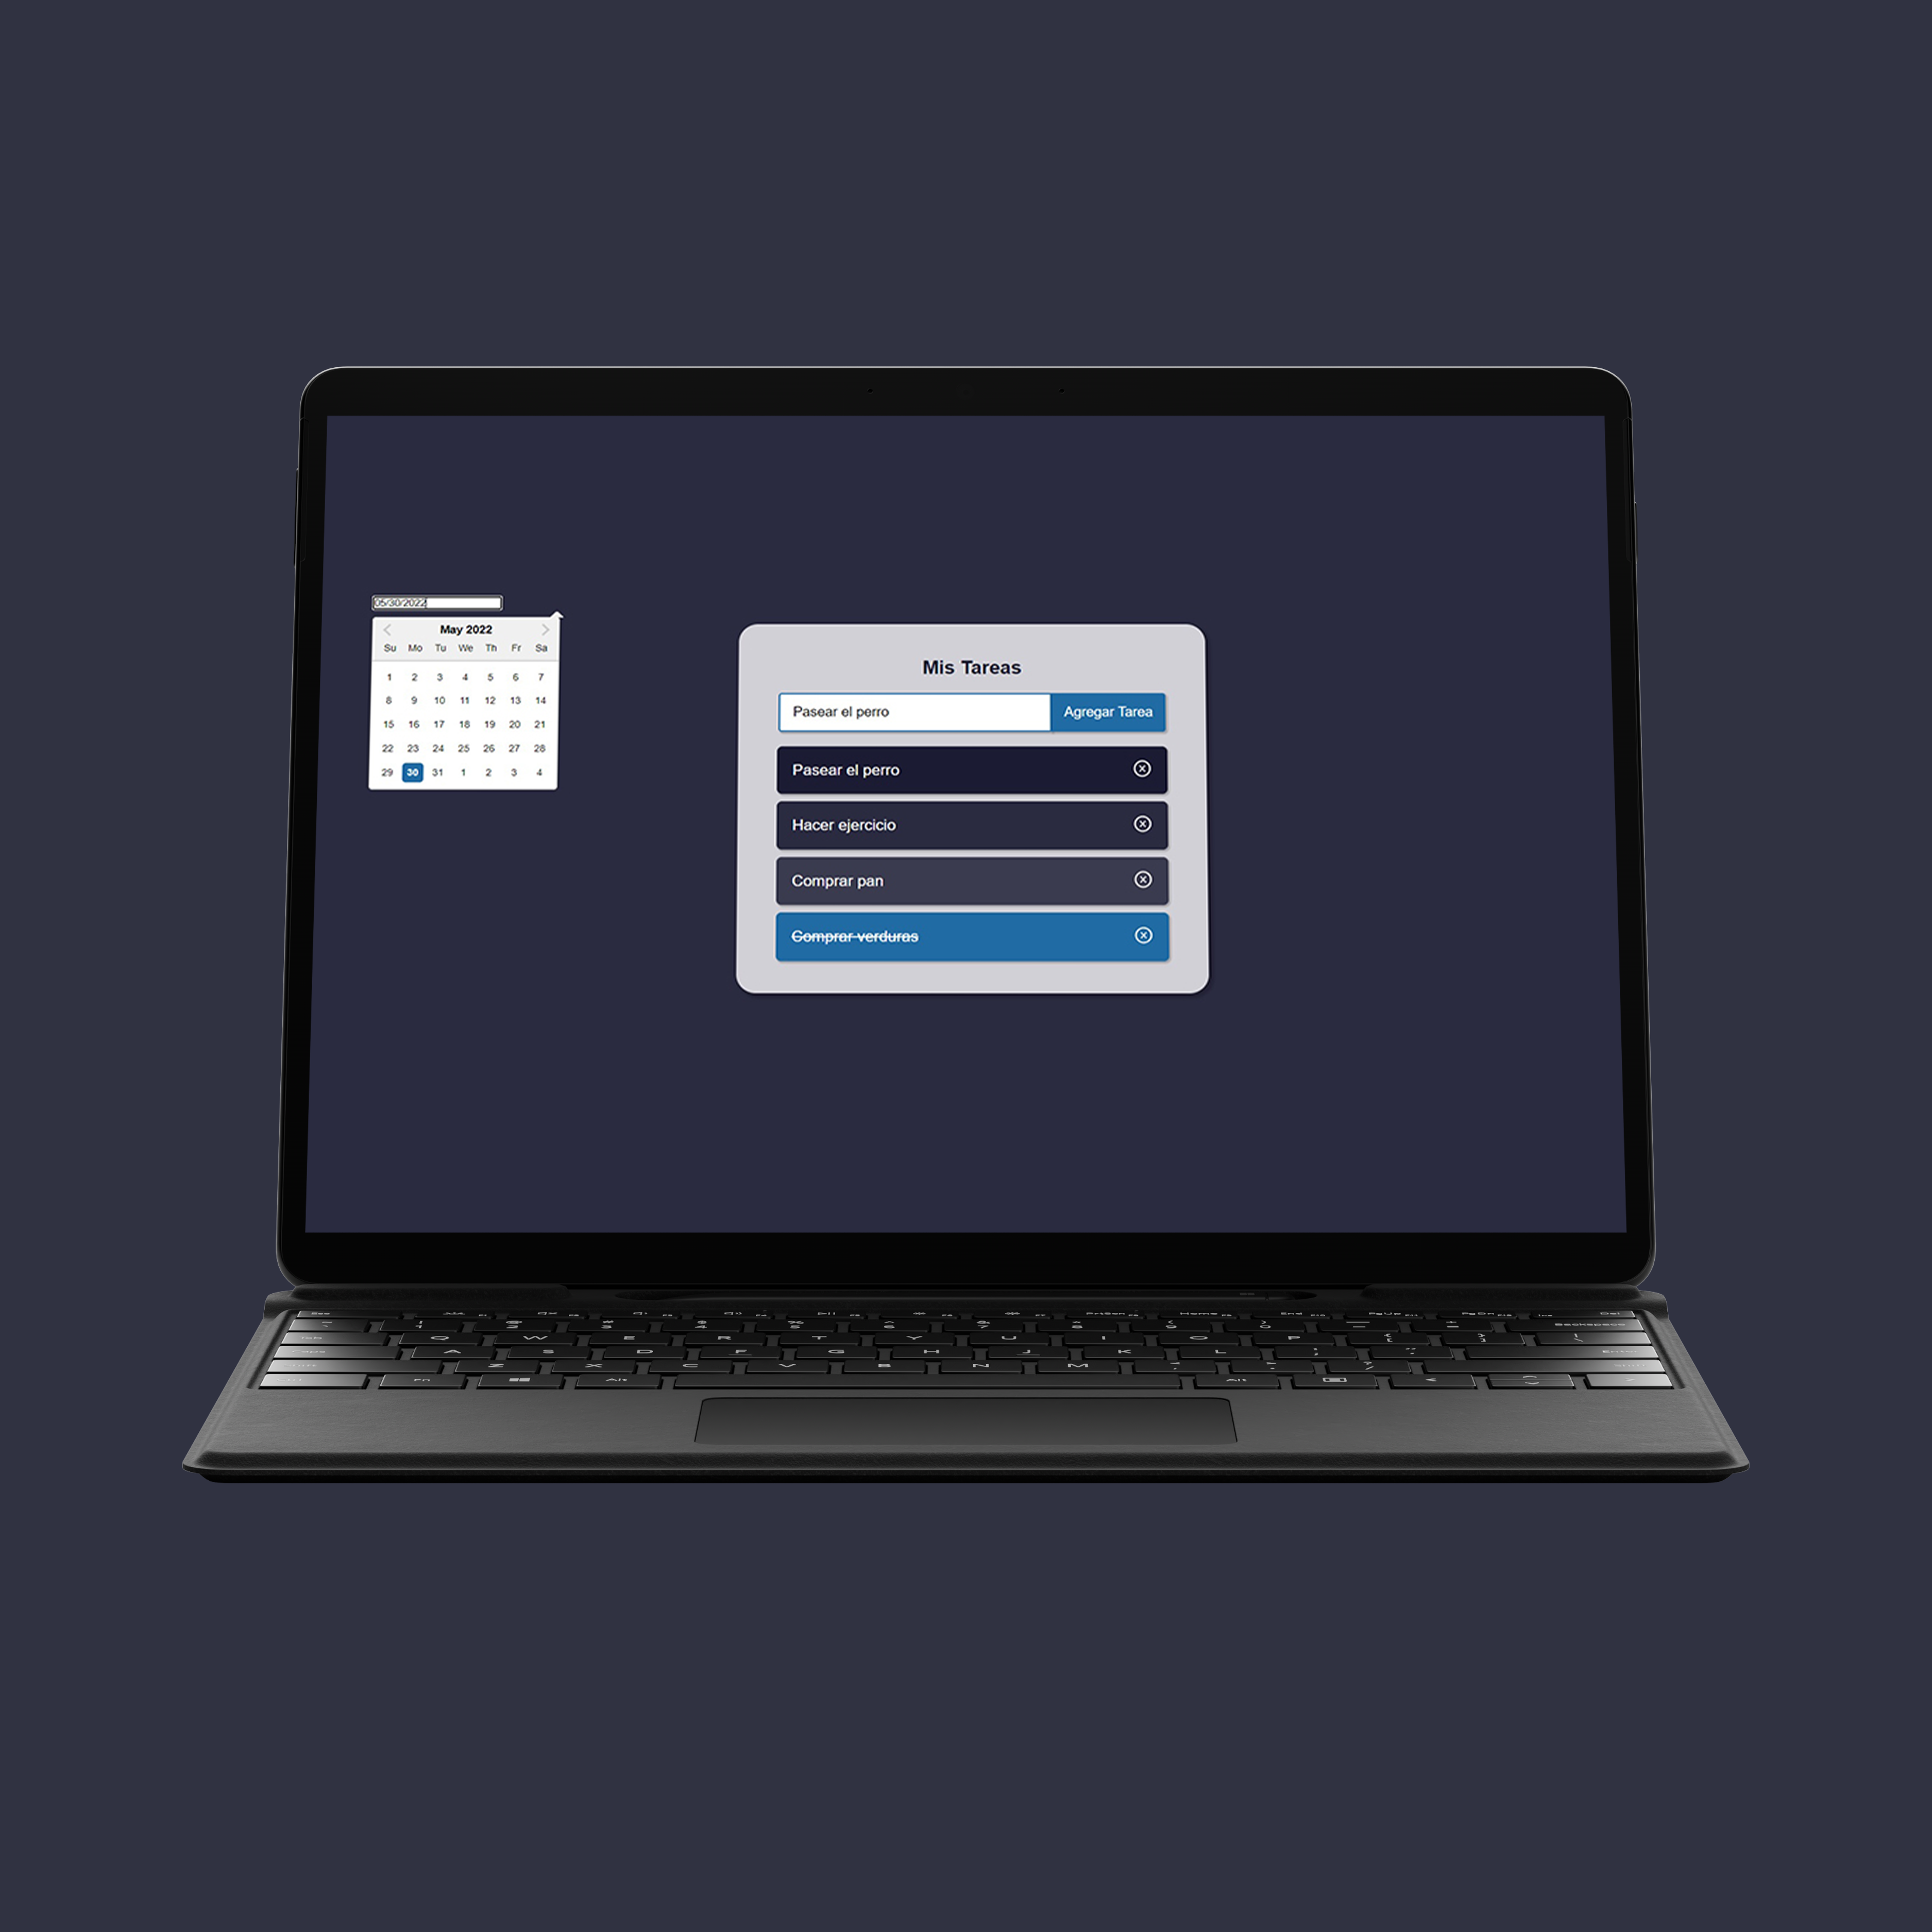 05/30/2022
May 2022
Su Mo Tu We Th Fr Sa
1 2 3 4 5 6 7
8 9 10 11 12 13 14
15 16 17 18 19 20 21
22 23 24 25 26 27 28
29 30 31 1 2 3 4
Mis Tareas
Pasear el perro Agregar Tarea
Pasear el perro
Hacer ejercicio
Comprar pan
Comprar verduras
Q W E R T Y U I O P
A S D F G H J K L
Z X C V B N M
Fn Alt Alt